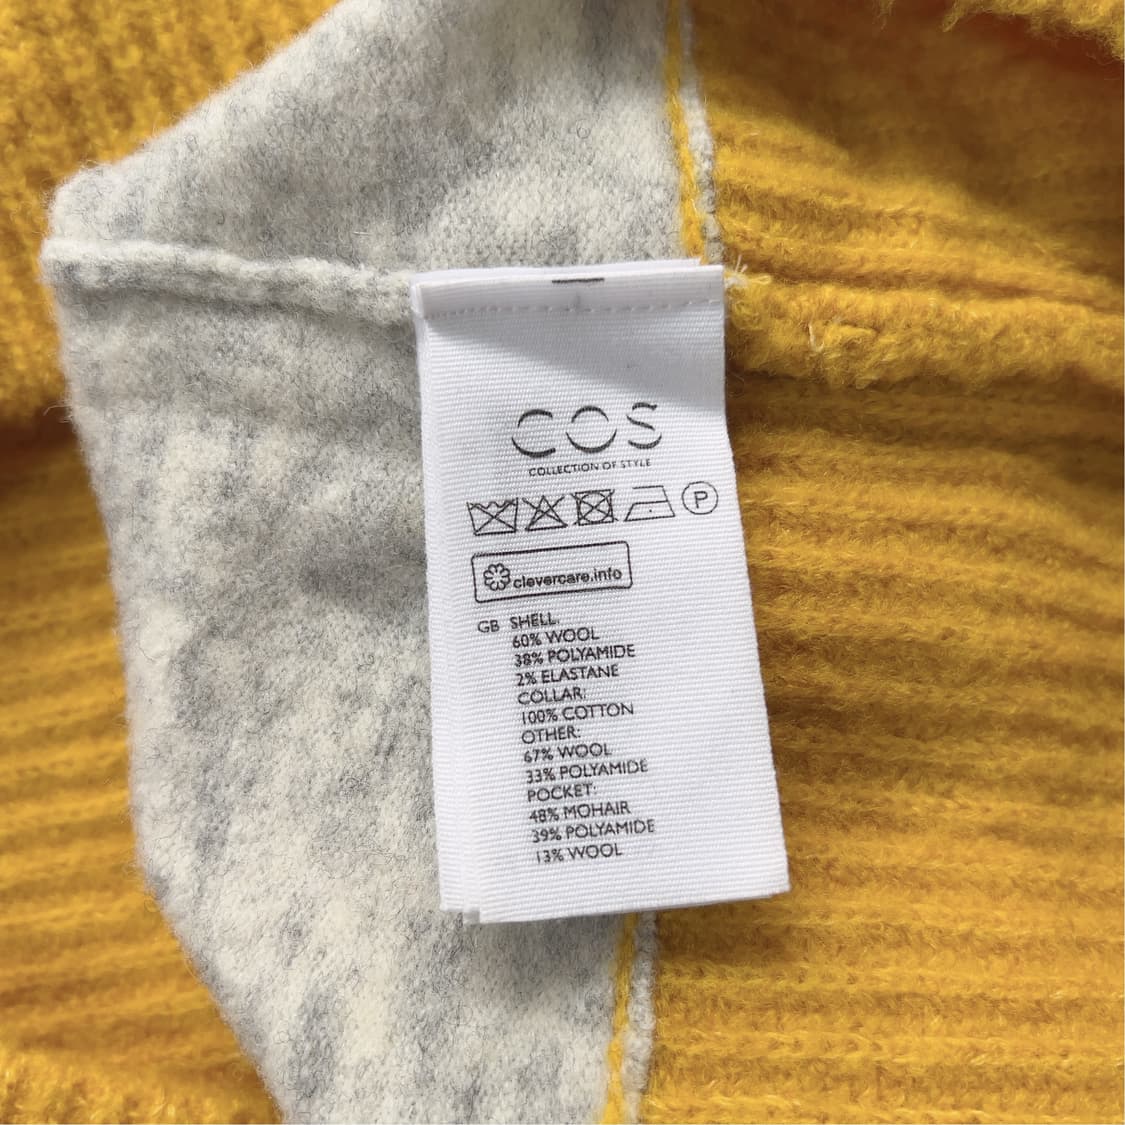 COS
COLLECTION OF STYLE
P
clevercare.info
GB SHELL:
60% WOOL
38% POLYAMIDE
2% ELASTANE
COLLAR:
100% COTTON
OTHER:
67% WOOL
33% POLYAMIDE
POCKET:
48% MOHAIR
39% POLYAMIDE
13% WOOL